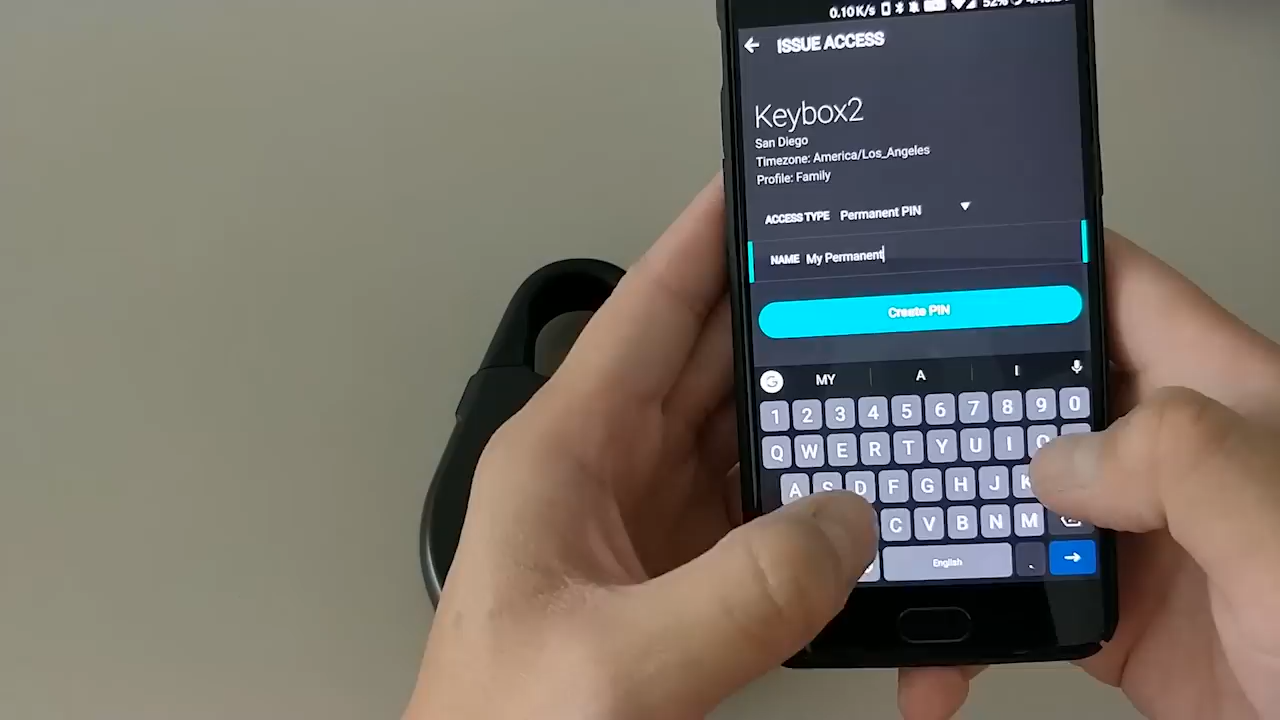 0.10K/s 52%
ISSUE ACCESS
Keybox2
San Diego
Timezone: America/Los_Angeles
Profile: Family
ACCESS TYPE Permanent PIN
NAME My Permanent
Create PIN
G MY A I
1 2 3 4 5 6 7 8 9 0
Q W E R T Y U I O
A S D F G H J K
C V B N M
English .